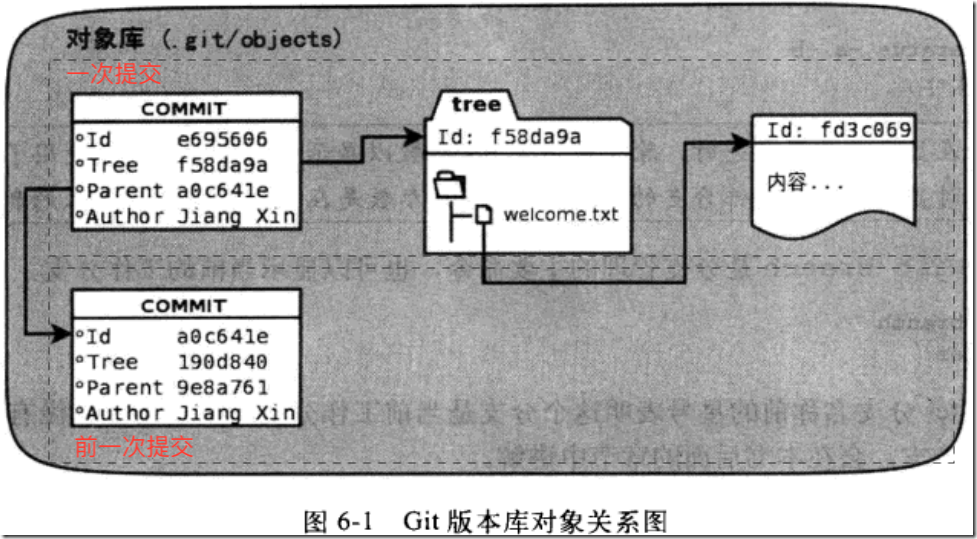 对象库 (.git/objects)
一次提交
COMMIT
Id e695606
Tree f58da9a
Parent a0c641e
Author Jiang Xin
tree
Id: f58da9a
welcome.txt
Id: fd3c069
内容...
COMMIT
Id a0c641e
Tree 190d840
Parent 9e8a761
Author Jiang Xin
前一次提交
图 6-1 Git 版本库对象关系图